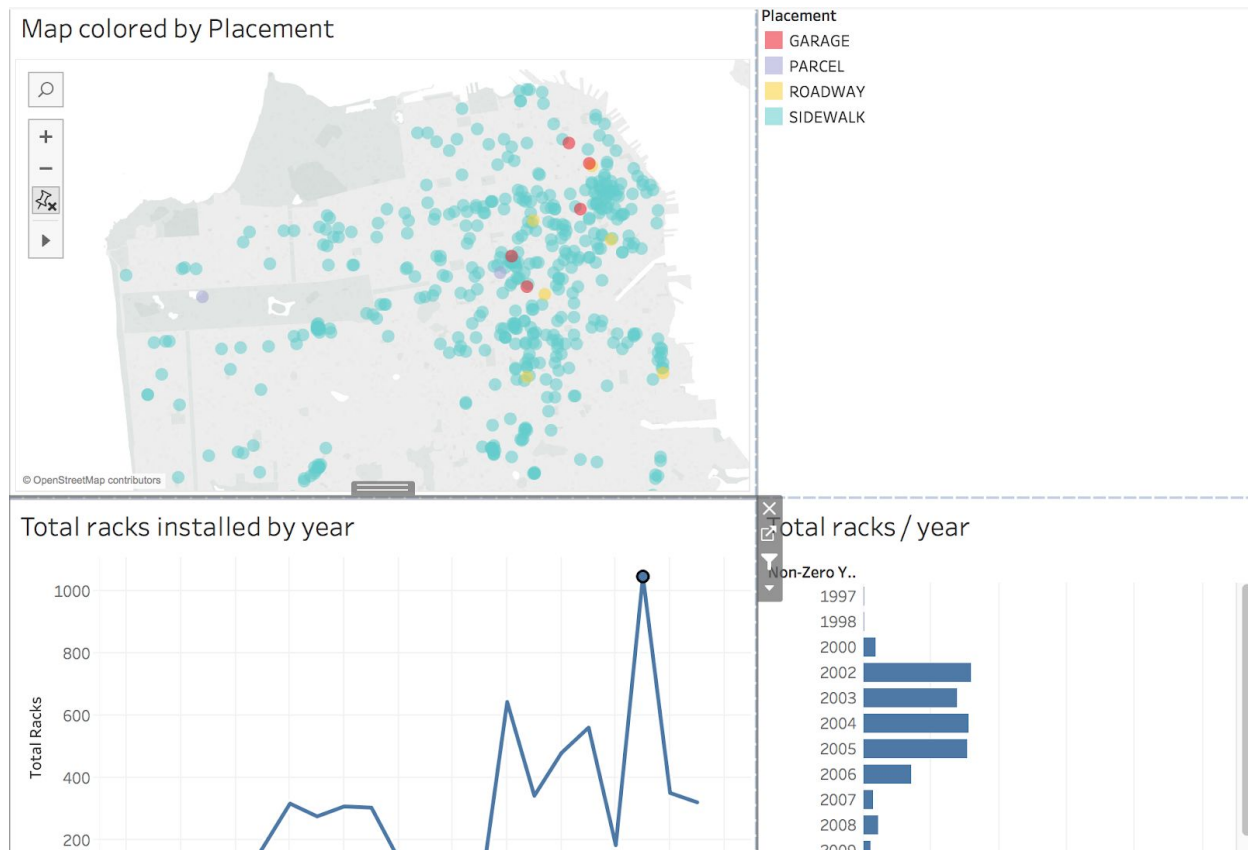 Map colored by Placement
Placement
GARAGE
PARCEL
ROADWAY
SIDEWALK
© OpenStreetMap contributors
Total racks installed by year
Total Racks
1000
800
600
400
200
Total racks / year
Non-Zero Y..
1997
1998
2000
2002
2003
2004
2005
2006
2007
2008
2009